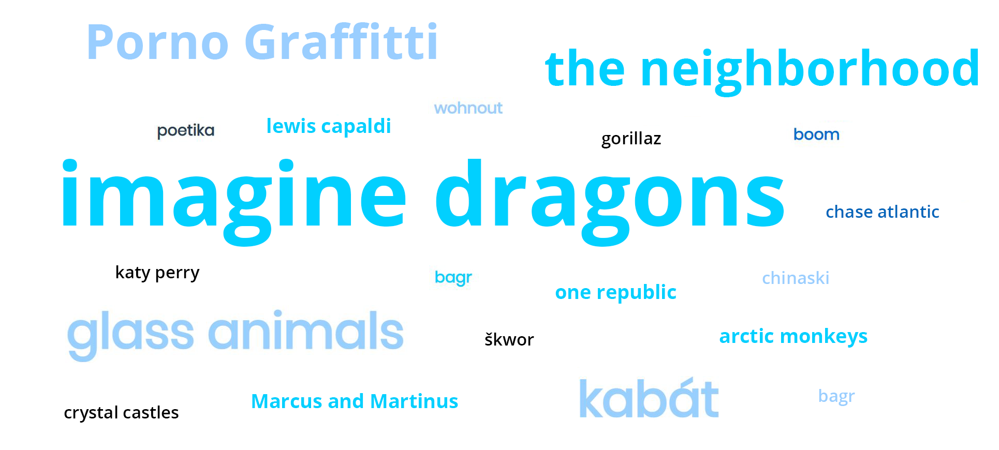 Porno Graffitti
the neighborhood
wohnout
poetika
lewis capaldi
gorillaz
boom
imagine dragons
chase atlantic
katy perry
bagr
one republic
chinaski
glass animals
škwor
arctic monkeys
crystal castles
Marcus and Martinus
kabát
bagr